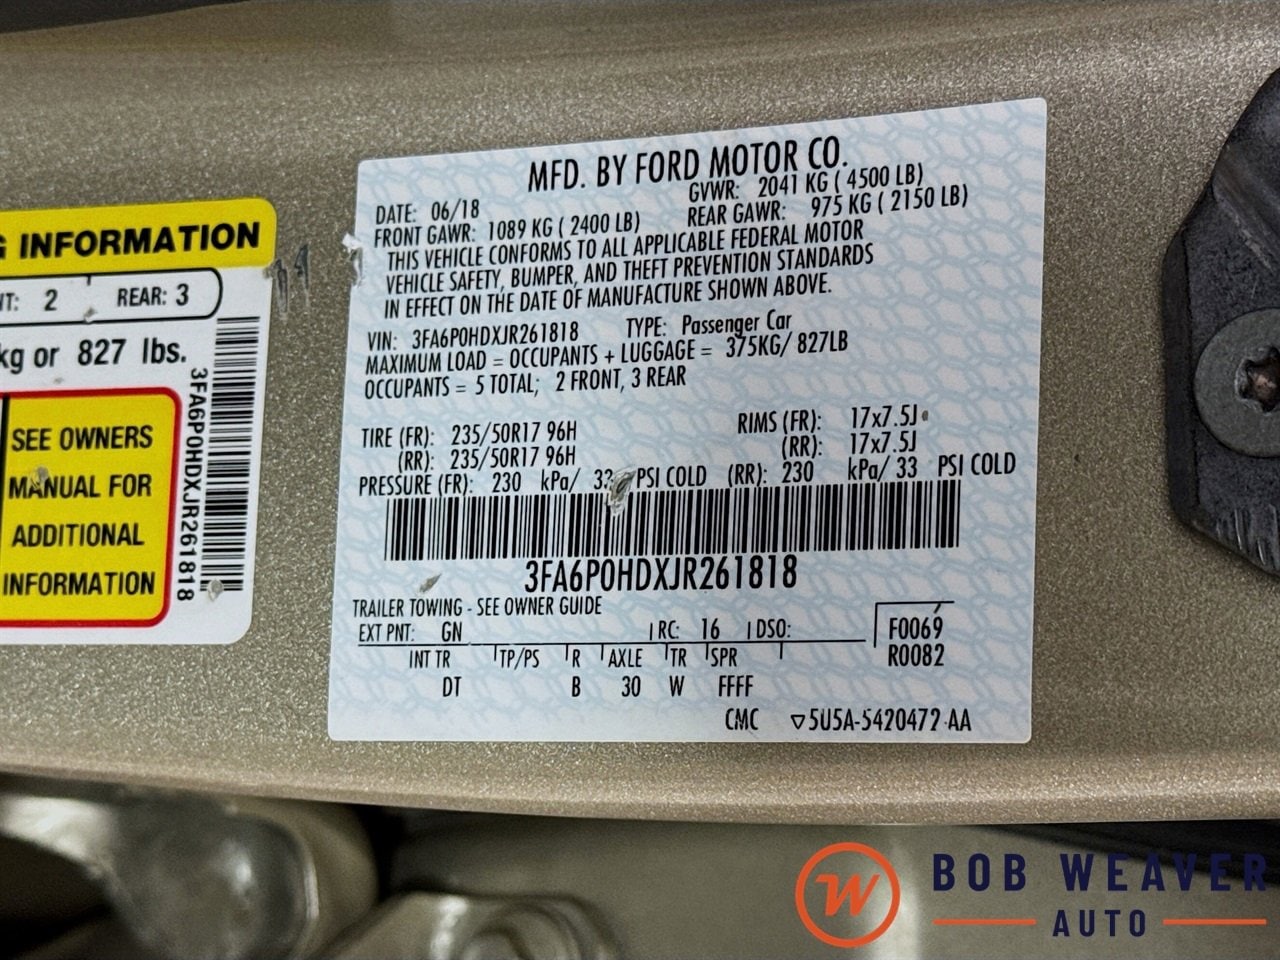 G INFORMATION
NT: 2 REAR: 3
kg or 827 lbs.
SEE OWNERS
MANUAL FOR
ADDITIONAL
INFORMATION
3FA6P0HDXJR261818
MFD. BY FORD MOTOR CO.
DATE: 06/18 GVWR: 2041 KG ( 4500 LB)
FRONT GAWR: 1089 KG ( 2400 LB) REAR GAWR: 975 KG ( 2150 LB)
THIS VEHICLE CONFORMS TO ALL APPLICABLE FEDERAL MOTOR
VEHICLE SAFETY, BUMPER, AND THEFT PREVENTION STANDARDS
IN EFFECT ON THE DATE OF MANUFACTURE SHOWN ABOVE.
VIN: 3FA6P0HDXJR261818 TYPE: Passenger Car
MAXIMUM LOAD = OCCUPANTS + LUGGAGE = 375KG/ 827LB
OCCUPANTS = 5 TOTAL; 2 FRONT, 3 REAR
TIRE (FR): 235/50R17 96H RIMS (FR): 17x7.5J
(RR): 235/50R17 96H (RR): 17x7.5J
PRESSURE (FR): 230 kPa/ 33 PSI COLD (RR): 230 kPa/ 33 PSI COLD
3FA6P0HDXJR261818
TRAILER TOWING - SEE OWNER GUIDE
EXT PNT: GN RC: 16 DSO: F0069
INT TR TP/PS R AXLE TR SPR R0082
DT B 30 W FFFF
CMC ▽5U5A-5420472-AA
W BOB WEAVER
AUTO